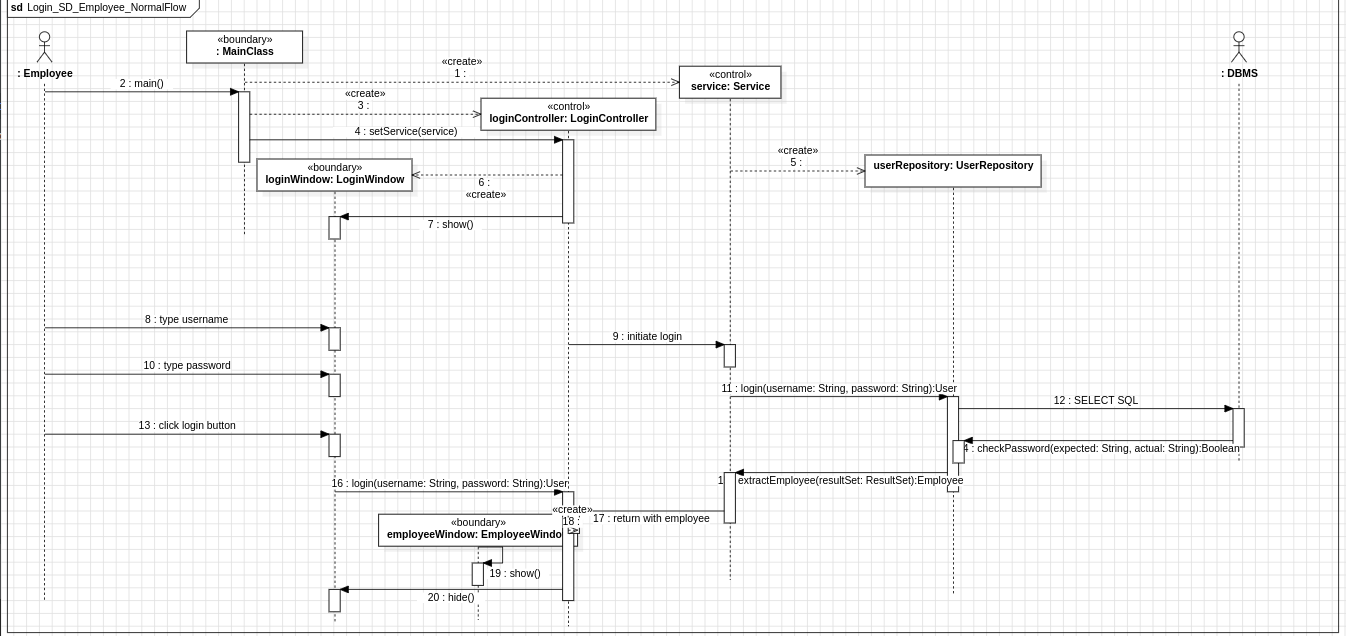 sd Login_SD_Employee_NormalFlow
: Employee
«boundary»
: MainClass
«create»
1 :
«control»
service: Service
: DBMS
2 : main()
«create»
3 :
«control»
loginController: LoginController
4 : setService(service)
«boundary»
loginWindow: LoginWindow
6 :
«create»
«create»
5 :
userRepository: UserRepository
7 : show()
8 : type username
9 : initiate login
10 : type password
11 : login(username: String, password: String):User
12 : SELECT SQL
13 : click login button
4 : checkPassword(expected: String, actual: String):Boolean
1 extractEmployee(resultSet: ResultSet):Employee
16 : login(username: String, password: String):User
«create»
18 :
17 : return with employee
«boundary»
employeeWindow: EmployeeWindo
19 : show()
20 : hide()